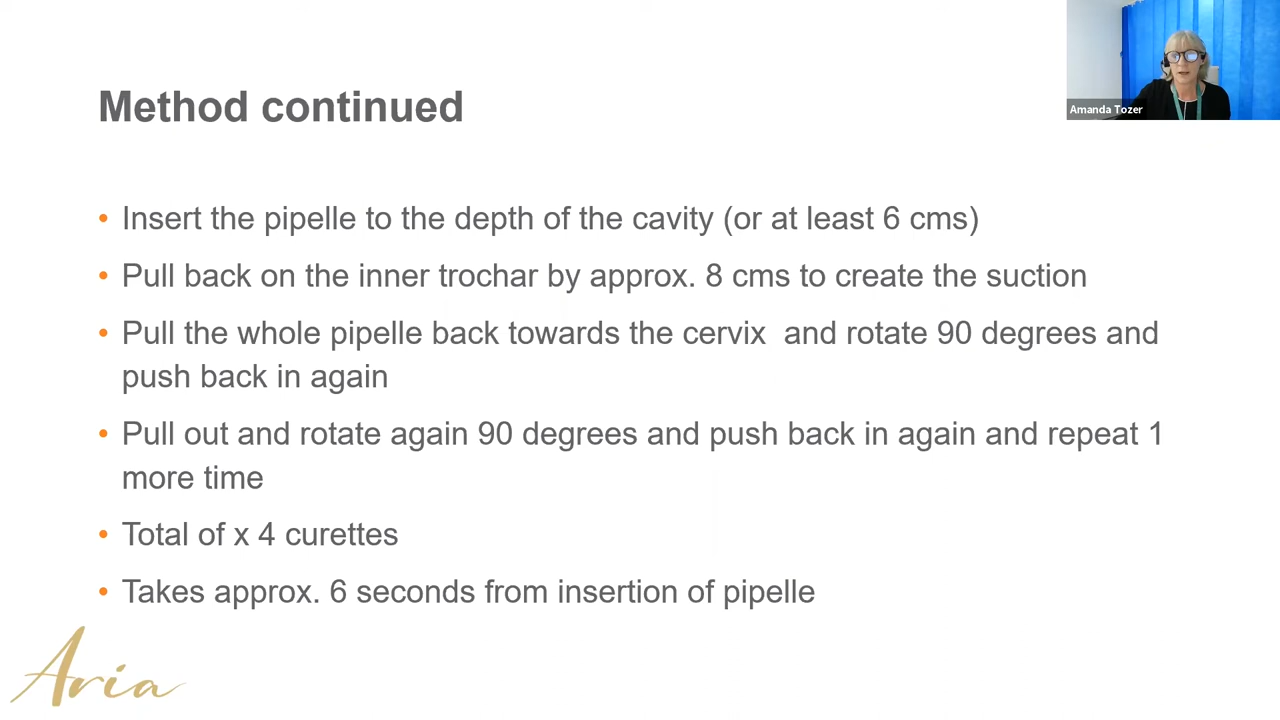 Amanda Tozer
Method continued
• Insert the pipelle to the depth of the cavity (or at least 6 cms)
• Pull back on the inner trochar by approx. 8 cms to create the suction
• Pull the whole pipelle back towards the cervix  and rotate 90 degrees and
push back in again
• Pull out and rotate again 90 degrees and push back in again and repeat 1
more time
• Total of x 4 curettes
• Takes approx. 6 seconds from insertion of pipelle
Aria